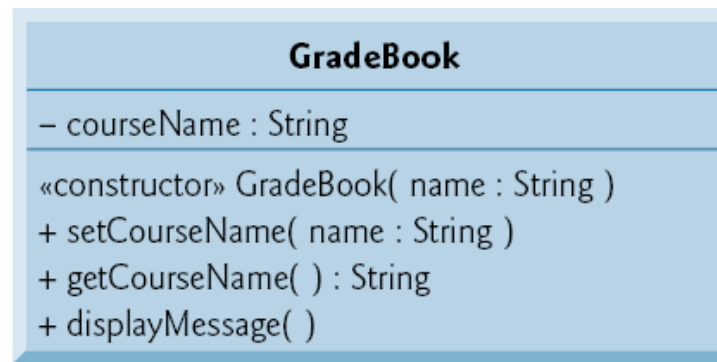 GradeBook
– courseName : String
«constructor» GradeBook( name : String )
+ setCourseName( name : String )
+ getCourseName( ) : String
+ displayMessage( )